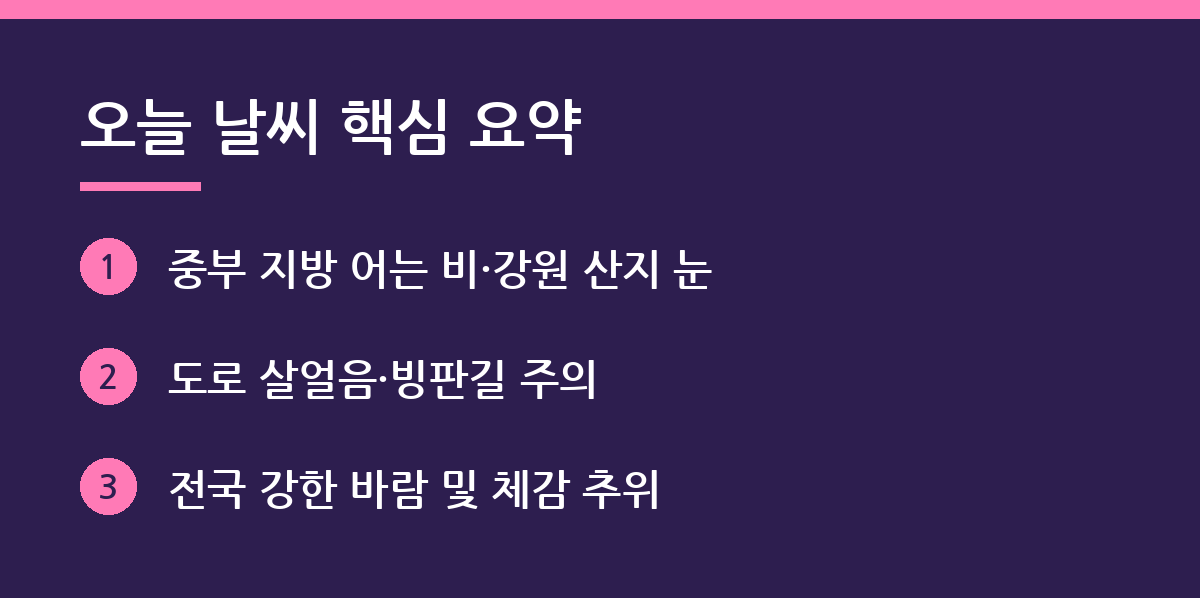 오늘 날씨 핵심 요약
1 중부 지방 어는 비·강원 산지 눈
2 도로 살얼음·빙판길 주의
3 전국 강한 바람 및 체감 추위